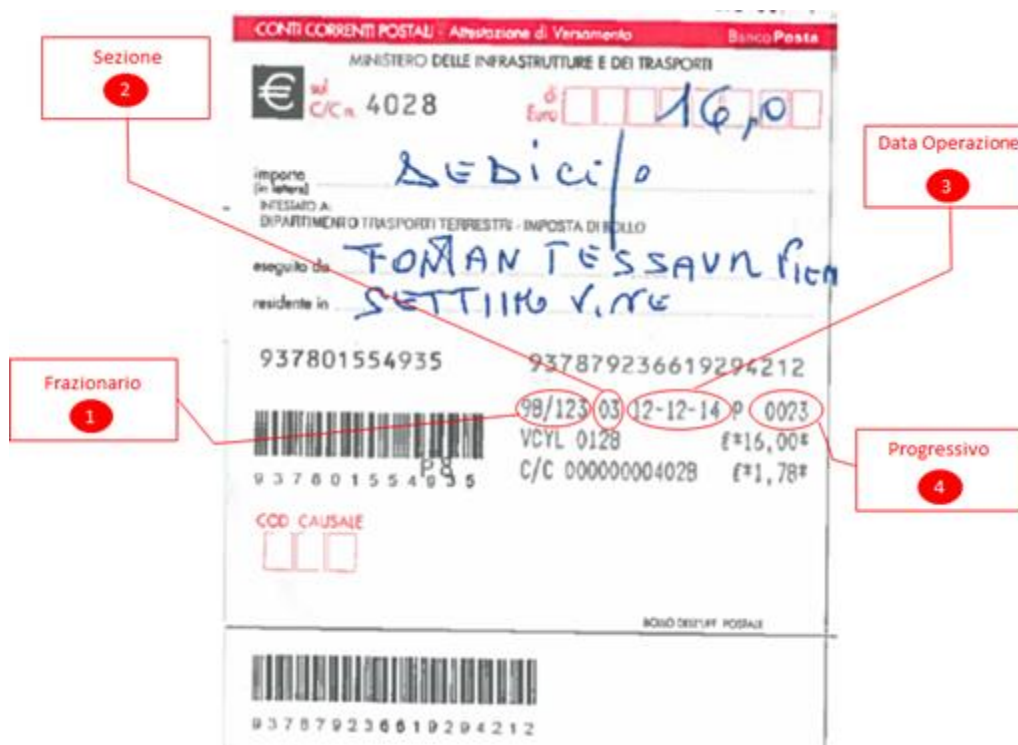 CONTI CORRENTI POSTALI - Attestazione di Versamento BancoPosta
Sezione
2
MINISTERO DELLE INFRASTRUTTURE E DEI TRASPORTI
€ sul C/C n. 4028 di Euro 16,0
Data Operazione
3
importo (in lettere) SEDICI/0
INTESTATO A:
DIPARTIMENTO TRASPORTI TERRESTRI - IMPOSTA DI BOLLO
eseguito da
residente in
937801554935 937879236619294212
Frazionario
1
98/123 03 12-12-14 P 0023
VCYL 0128 £*16,00*
P8 C/C 000000004028 £*1,78*
937801554935
Progressivo
4
COD CAUSALE
BOLLO DELL'UFF POSTALE
937879236619294212